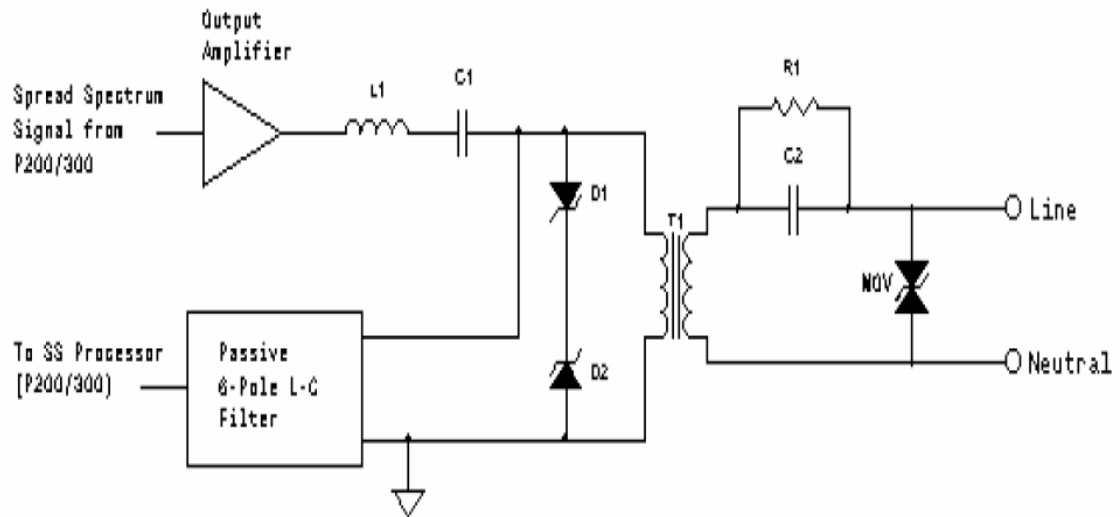 Output
Amplifier
Spread Spectrum
Signal from
P200/300
L1
C1
R1
C2
D1
T1
Line
MOV
To SS Processor
[P200/300)
Passive
6-Pole L-C
Filter
D2
Neutral